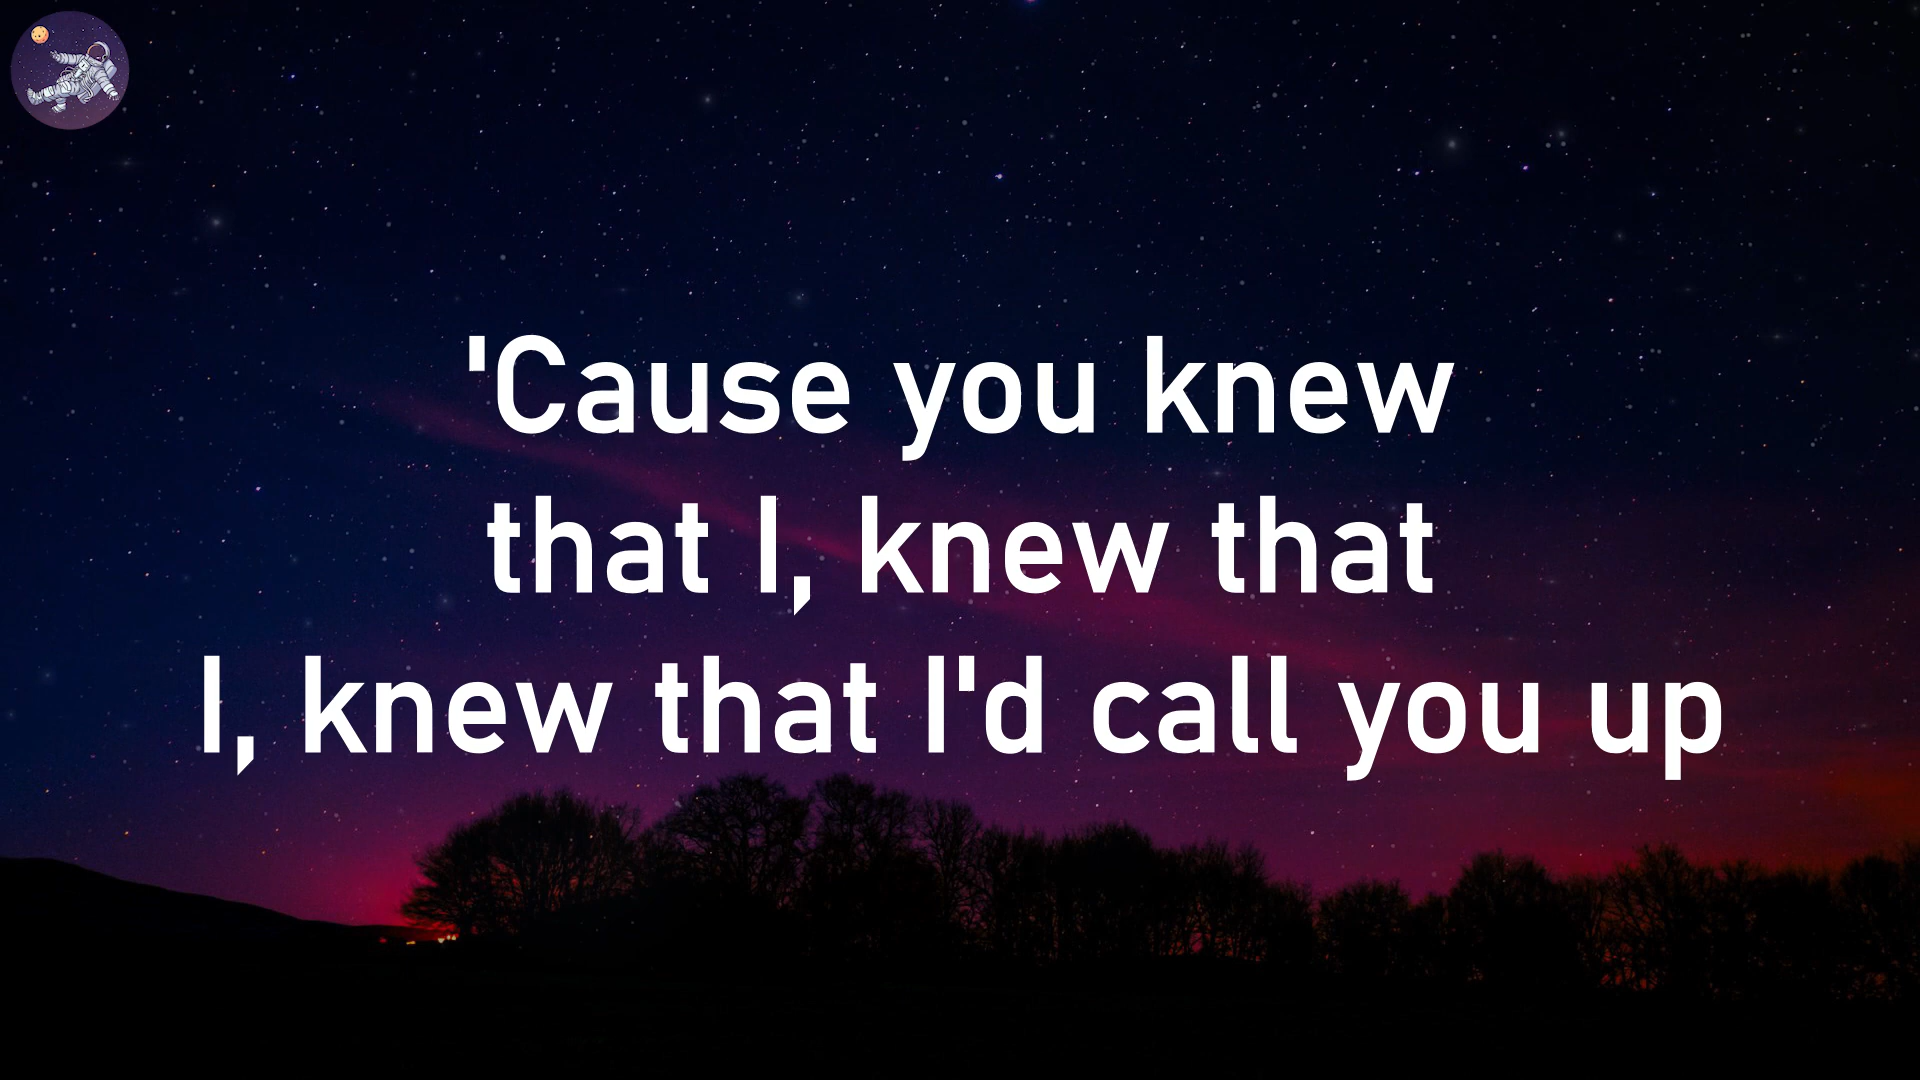 'Cause you knew
that I, knew that
I, knew that I'd call you up